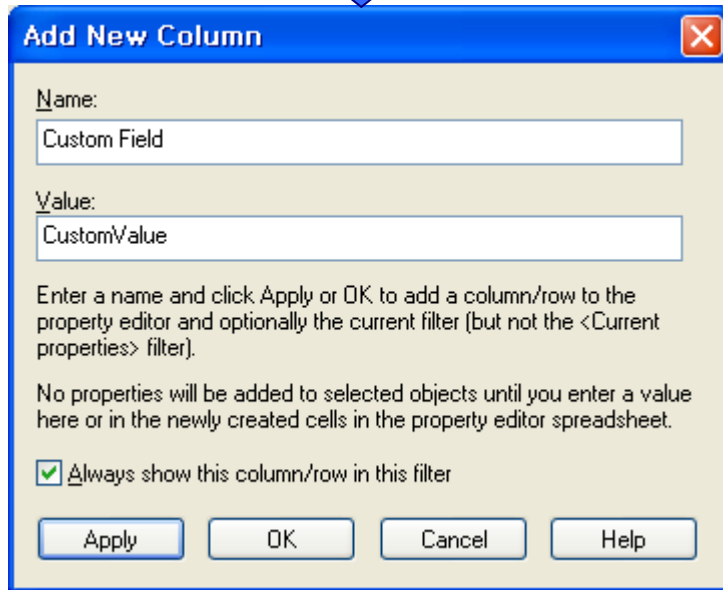 Add New Column
Name:
Custom Field
Value:
CustomValue
Enter a name and click Apply or OK to add a column/row to the
property editor and optionally the current filter (but not the <Current
properties> filter).
No properties will be added to selected objects until you enter a value
here or in the newly created cells in the property editor spreadsheet.
Always show this column/row in this filter
Apply OK Cancel Help